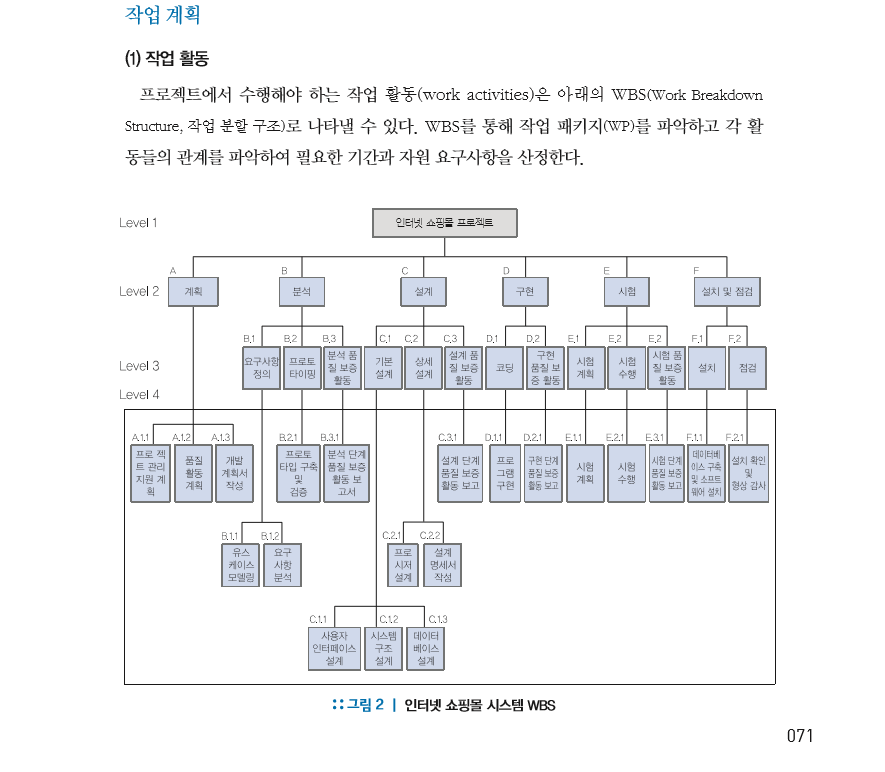 작업 계획
(1) 작업 활동
프로젝트에서 수행해야 하는 작업 활동(work activities)은 아래의 WBS(Work Breakdown
Structure, 작업 분할 구조)로 나타낼 수 있다. WBS를 통해 작업 패키지(WP)를 파악하고 각 활
동들의 관계를 파악하여 필요한 기간과 자원 요구사항을 산정한다.
Level 1
인터넷 쇼핑몰 프로젝트
Level 2
A
계획
B
분석
C
설계
D
구현
E
시험
F
설치 및 점검
Level 3
B.1
요구사항
정의
B.2
프로토
타이핑
B.3
분석 품
질 보증
활동
C.1
기본
설계
C.2
상세
설계
C.3
설계 품
질 보증
활동
D.1
코딩
D.2
구현
품질 보
증 활동
E.1
시험
계획
E.2
시험
수행
E.2
시험 품
질 보증
활동
F.1
설치
F.2
점검
Level 4
A.1.1
프로 젝
트 관리
지원 계
획
A.1.2
품질
활동
계획
A.1.3
개발
계획서
작성
B.2.1
프로토
타입 구축
및
검증
B.3.1
분석 단계
품질 보증
활동 보
고서
C.3.1
설계 단계
품질 보증
활동 보고
D.1.1
프로
그램
구현
D.2.1
구현 단계
품질 보증
활동 보고
E.1.1
시험
계획
E.2.1
시험
수행
E.3.1
시험 단계
품질 보증
활동 보고
F.1.1
데이터베
이스 구축
및 소프트
웨어 설치
F.2.1
설치 확인
및
형상 감사
B.1.1
유스
케이스
모델링
B.1.2
요구
사항
분석
C.2.1
프로
시저
설계
C.2.2
설계
명세서
작성
C.1.1
사용자
인터페이스
설계
C.1.2
시스템
구조
설계
C.1.3
데이터
베이스
설계
::그림 2 | 인터넷 쇼핑몰 시스템 WBS
071